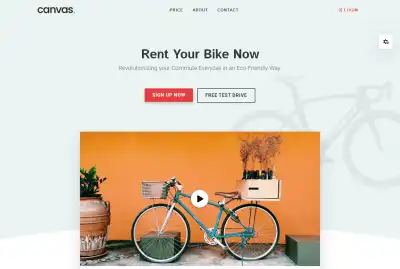 canvas.
PRICE ABOUT CONTACT
LOGIN
Rent Your Bike Now
Revolutionizing your Commute Everyday in an Eco-Friendly Way.
SIGN UP NOW FREE TEST DRIVE